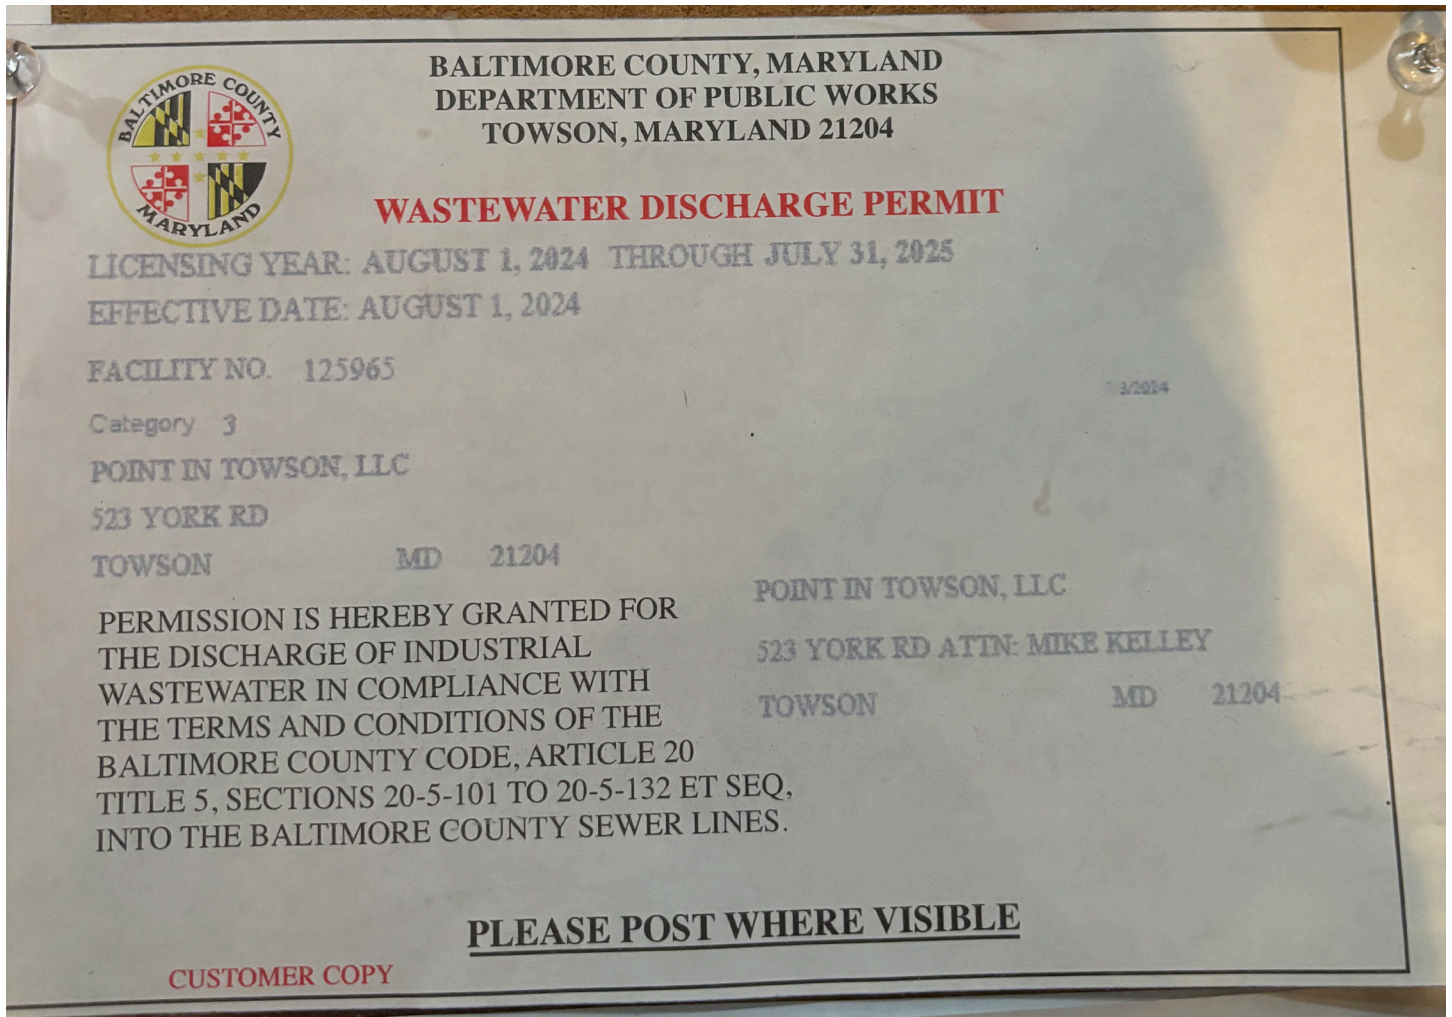 BALTIMORE COUNTY
MARYLAND
BALTIMORE COUNTY, MARYLAND
DEPARTMENT OF PUBLIC WORKS
TOWSON, MARYLAND 21204
WASTEWATER DISCHARGE PERMIT
LICENSING YEAR: AUGUST 1, 2024 THROUGH JULY 31, 2025
EFFECTIVE DATE: AUGUST 1, 2024
FACILITY NO. 125965
3/2024
Category 3
POINT IN TOWSON, LLC
523 YORK RD
TOWSON MD 21204
POINT IN TOWSON, LLC
523 YORK RD ATTN: MIKE KELLEY
TOWSON MD 21204
PERMISSION IS HEREBY GRANTED FOR
THE DISCHARGE OF INDUSTRIAL
WASTEWATER IN COMPLIANCE WITH
THE TERMS AND CONDITIONS OF THE
BALTIMORE COUNTY CODE, ARTICLE 20
TITLE 5, SECTIONS 20-5-101 TO 20-5-132 ET SEQ,
INTO THE BALTIMORE COUNTY SEWER LINES.
PLEASE POST WHERE VISIBLE
CUSTOMER COPY